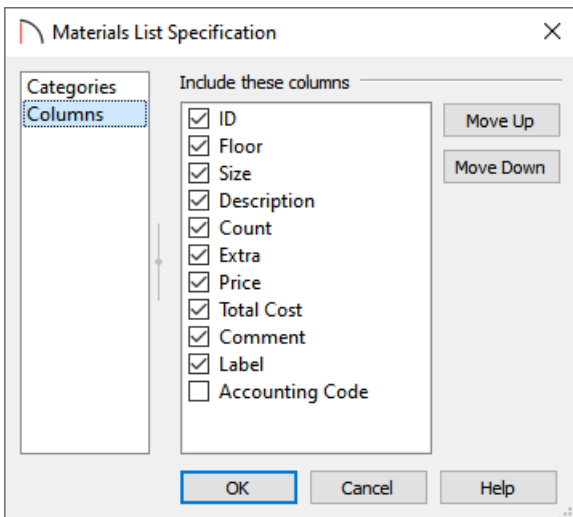 Materials List Specification
Categories
Columns
Include these columns
ID
Floor
Size
Description
Count
Extra
Price
Total Cost
Comment
Label
Accounting Code
Move Up
Move Down
OK
Cancel
Help